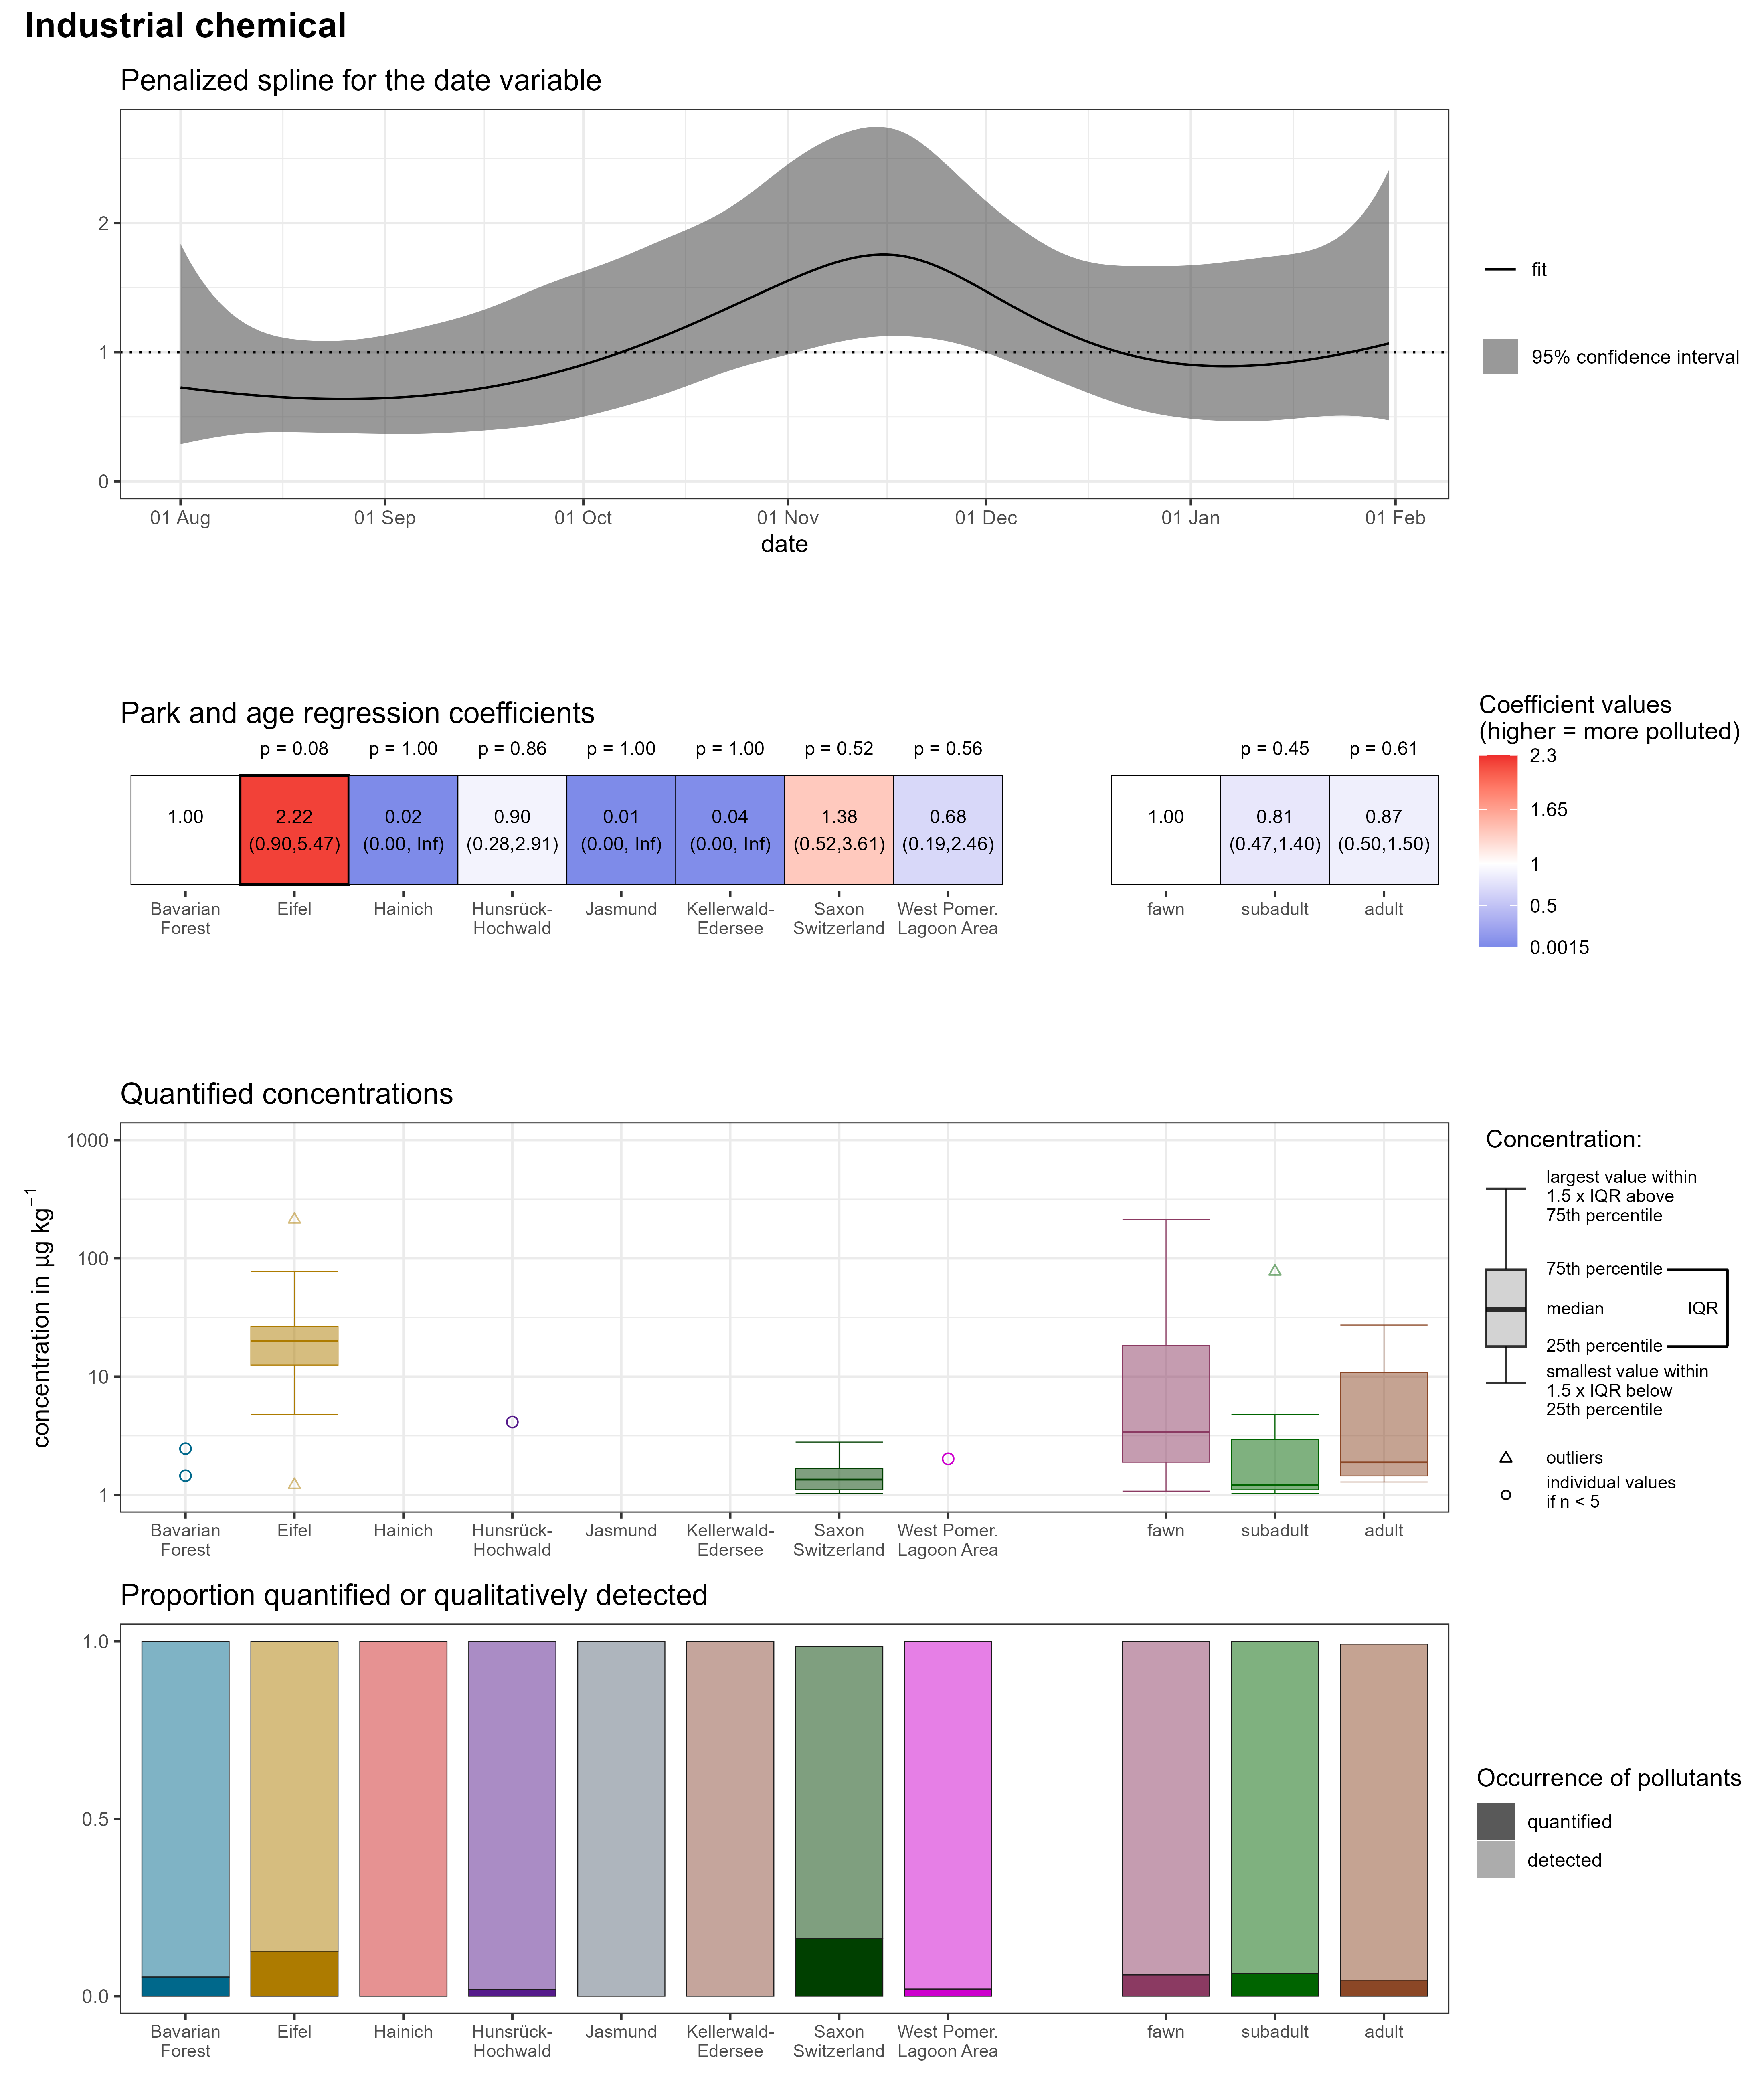 Industrial chemical
Penalized spline for the date variable
2
1
0
01 Aug 01 Sep 01 Oct 01 Nov 01 Dec 01 Jan 01 Feb
date
fit
95% confidence interval
Park and age regression coefficients
p = 0.08 p = 1.00 p = 0.86 p = 1.00 p = 1.00 p = 0.52 p = 0.56 p = 0.45 p = 0.61
1.00 2.22 0.02 0.90 0.01 0.04 1.38 0.68 1.00 0.81 0.87
(0.90,5.47) (0.00, Inf) (0.28,2.91) (0.00, Inf) (0.00, Inf) (0.52,3.61) (0.19,2.46) (0.47,1.40) (0.50,1.50)
Bavarian Eifel Hainich Hunsrück- Jasmund Kellerwald- Saxon West Pomer. fawn subadult adult
Forest Hochwald Edersee Switzerland Lagoon Area
Coefficient values
(higher = more polluted)
2.3
1.65
1
0.5
0.0015
Quantified concentrations
concentration in µg kg⁻¹
1000
100
10
1
Bavarian Eifel Hainich Hunsrück- Jasmund Kellerwald- Saxon West Pomer. fawn subadult adult
Forest Hochwald Edersee Switzerland Lagoon Area
Concentration:
largest value within
1.5 x IQR above
75th percentile
75th percentile
median IQR
25th percentile
smallest value within
1.5 x IQR below
25th percentile
outliers
individual values
if n < 5
Proportion quantified or qualitatively detected
1.0
0.5
0.0
Bavarian Eifel Hainich Hunsrück- Jasmund Kellerwald- Saxon West Pomer. fawn subadult adult
Forest Hochwald Edersee Switzerland Lagoon Area
Occurrence of pollutants
quantified
detected